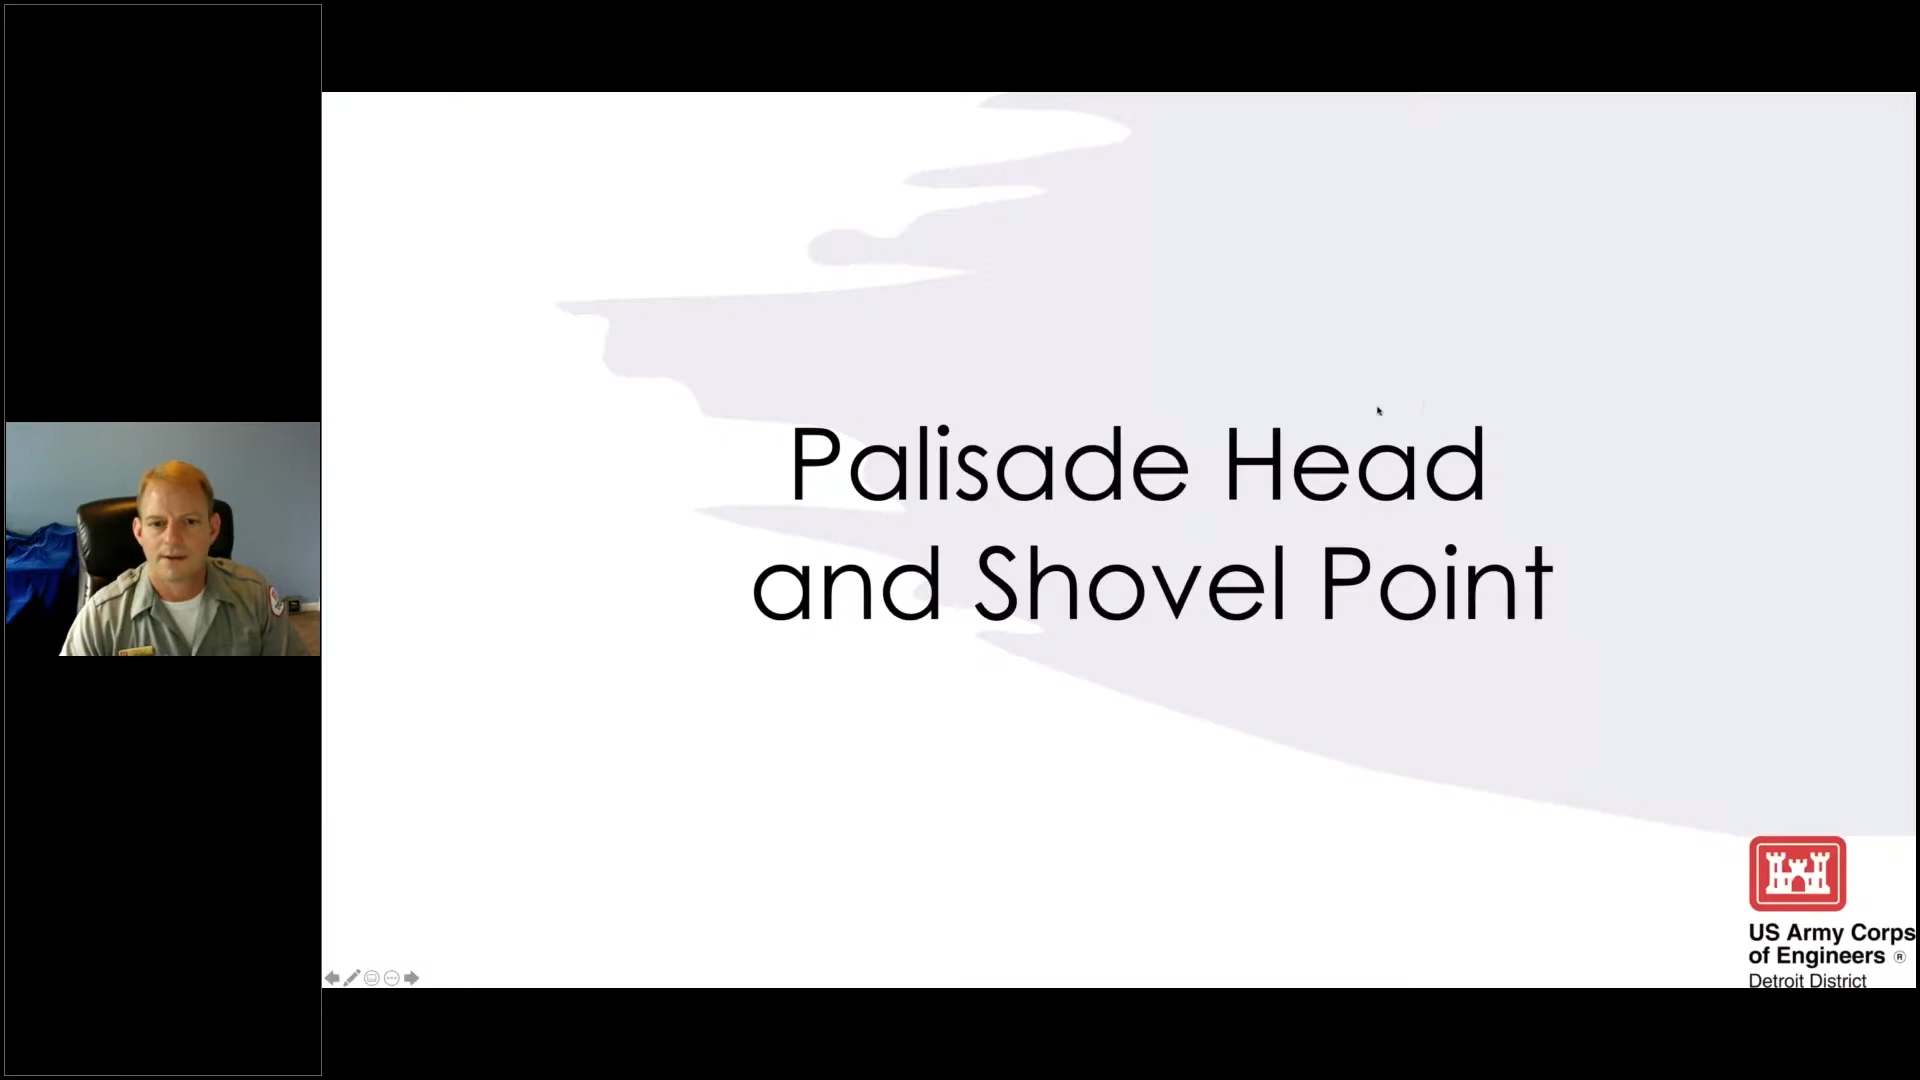 Palisade Head
and Shovel Point
US Army Corps
of Engineers ®
Detroit District